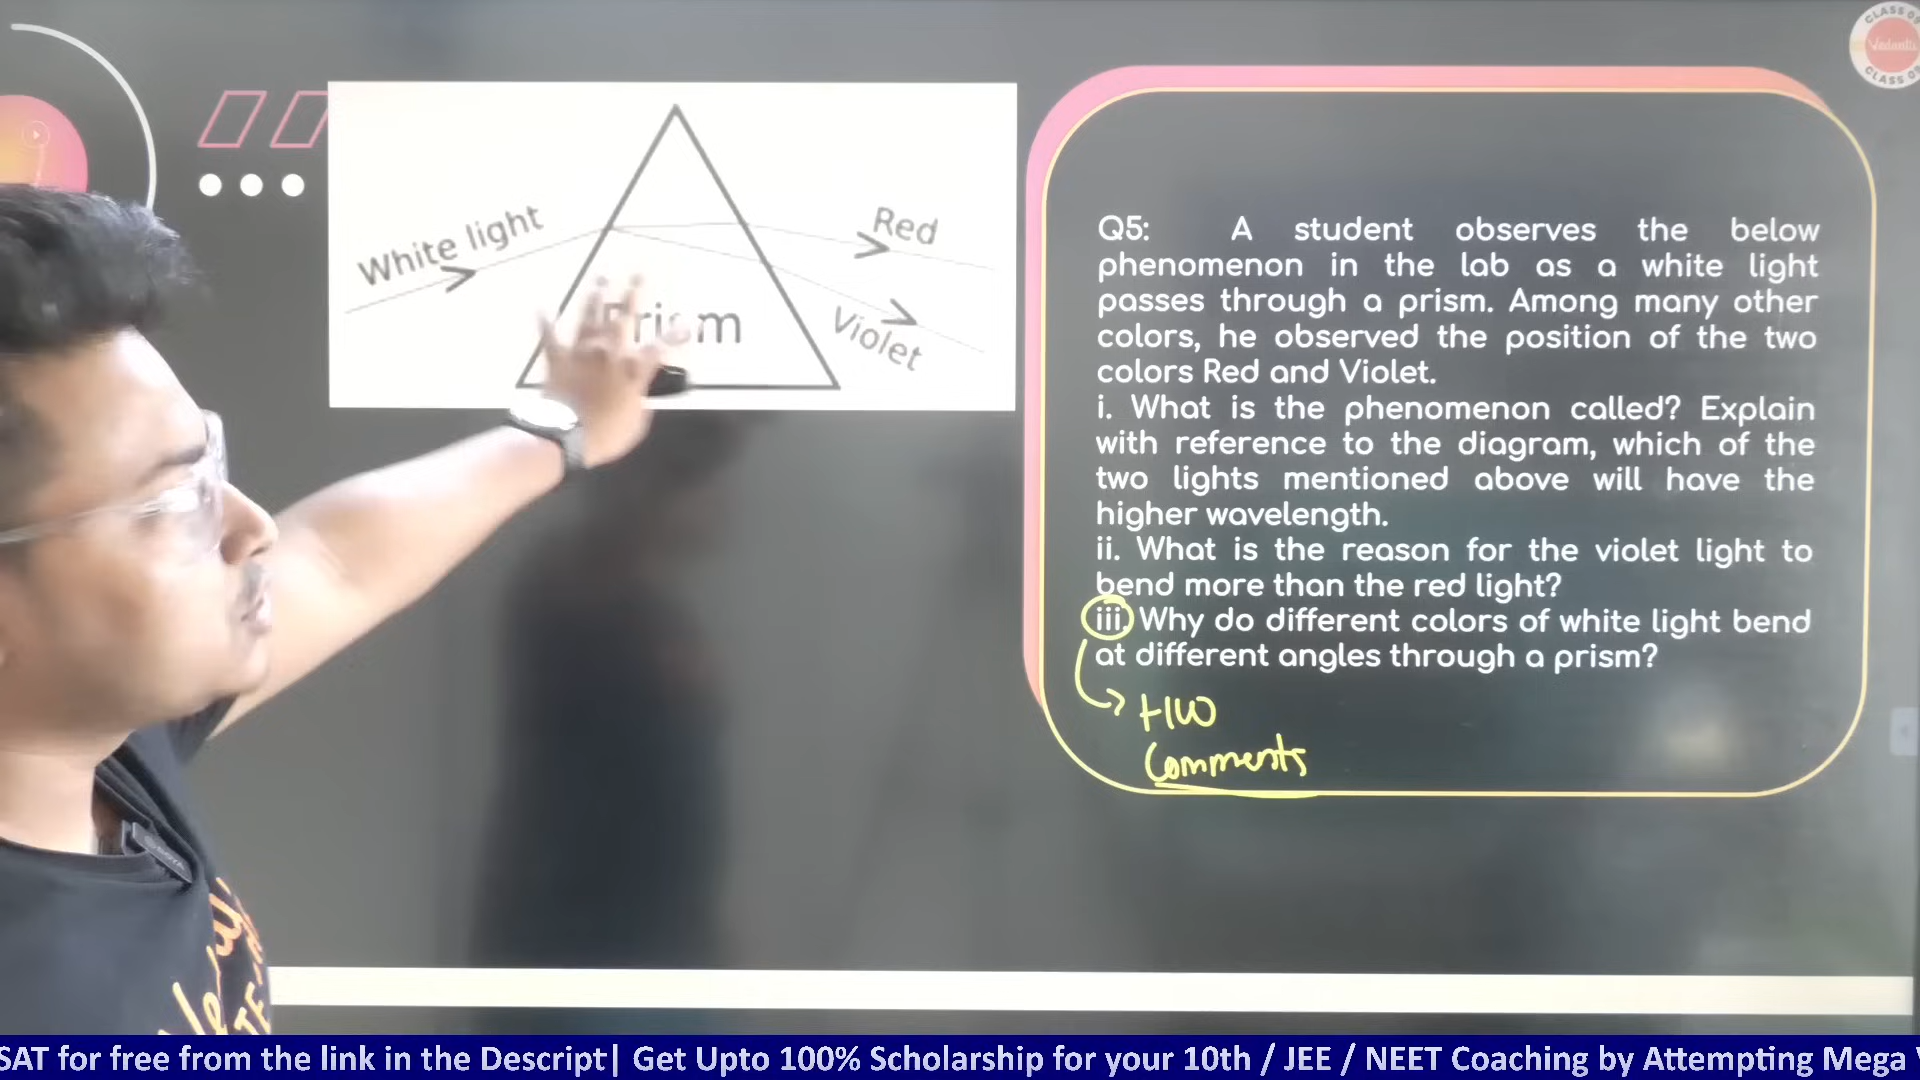 CLASS 09
Vedantu
CLASS 09
White light
Red
Prism
Violet
Q5: A student observes the below
phenomenon in the lab as a white light
passes through a prism. Among many other
colors, he observed the position of the two
colors Red and Violet.
i. What is the phenomenon called? Explain
with reference to the diagram, which of the
two lights mentioned above will have the
higher wavelength.
ii. What is the reason for the violet light to
bend more than the red light?
iii. Why do different colors of white light bend
at different angles through a prism?
HW
Comments
SAT for free from the link in the Descript| Get Upto 100% Scholarship for your 10th / JEE / NEET Coaching by Attempting Mega